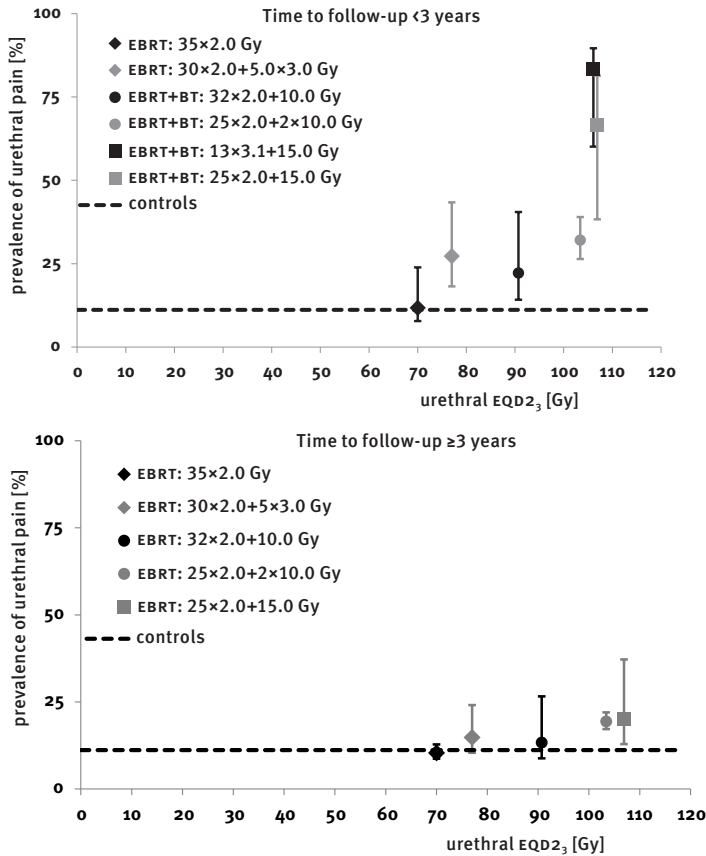 Time to follow-up <3 years
prevalence of urethral pain [%]
100
75
50
25
0
EBRT: 35×2.0 Gy
EBRT: 30×2.0+5.0×3.0 Gy
EBRT+BT: 32×2.0+10.0 Gy
EBRT+BT: 25×2.0+2×10.0 Gy
EBRT+BT: 13×3.1+15.0 Gy
EBRT+BT: 25×2.0+15.0 Gy
controls
0 10 20 30 40 50 60 70 80 90 100 110 120
urethral EQD2₃ [Gy]
Time to follow-up ≥3 years
prevalence of urethral pain [%]
100
75
50
25
0
EBRT: 35×2.0 Gy
EBRT: 30×2.0+5×3.0 Gy
EBRT: 32×2.0+10.0 Gy
EBRT: 25×2.0+2×10.0 Gy
EBRT: 25×2.0+15.0 Gy
controls
0 10 20 30 40 50 60 70 80 90 100 110 120
urethral EQD2₃ [Gy]